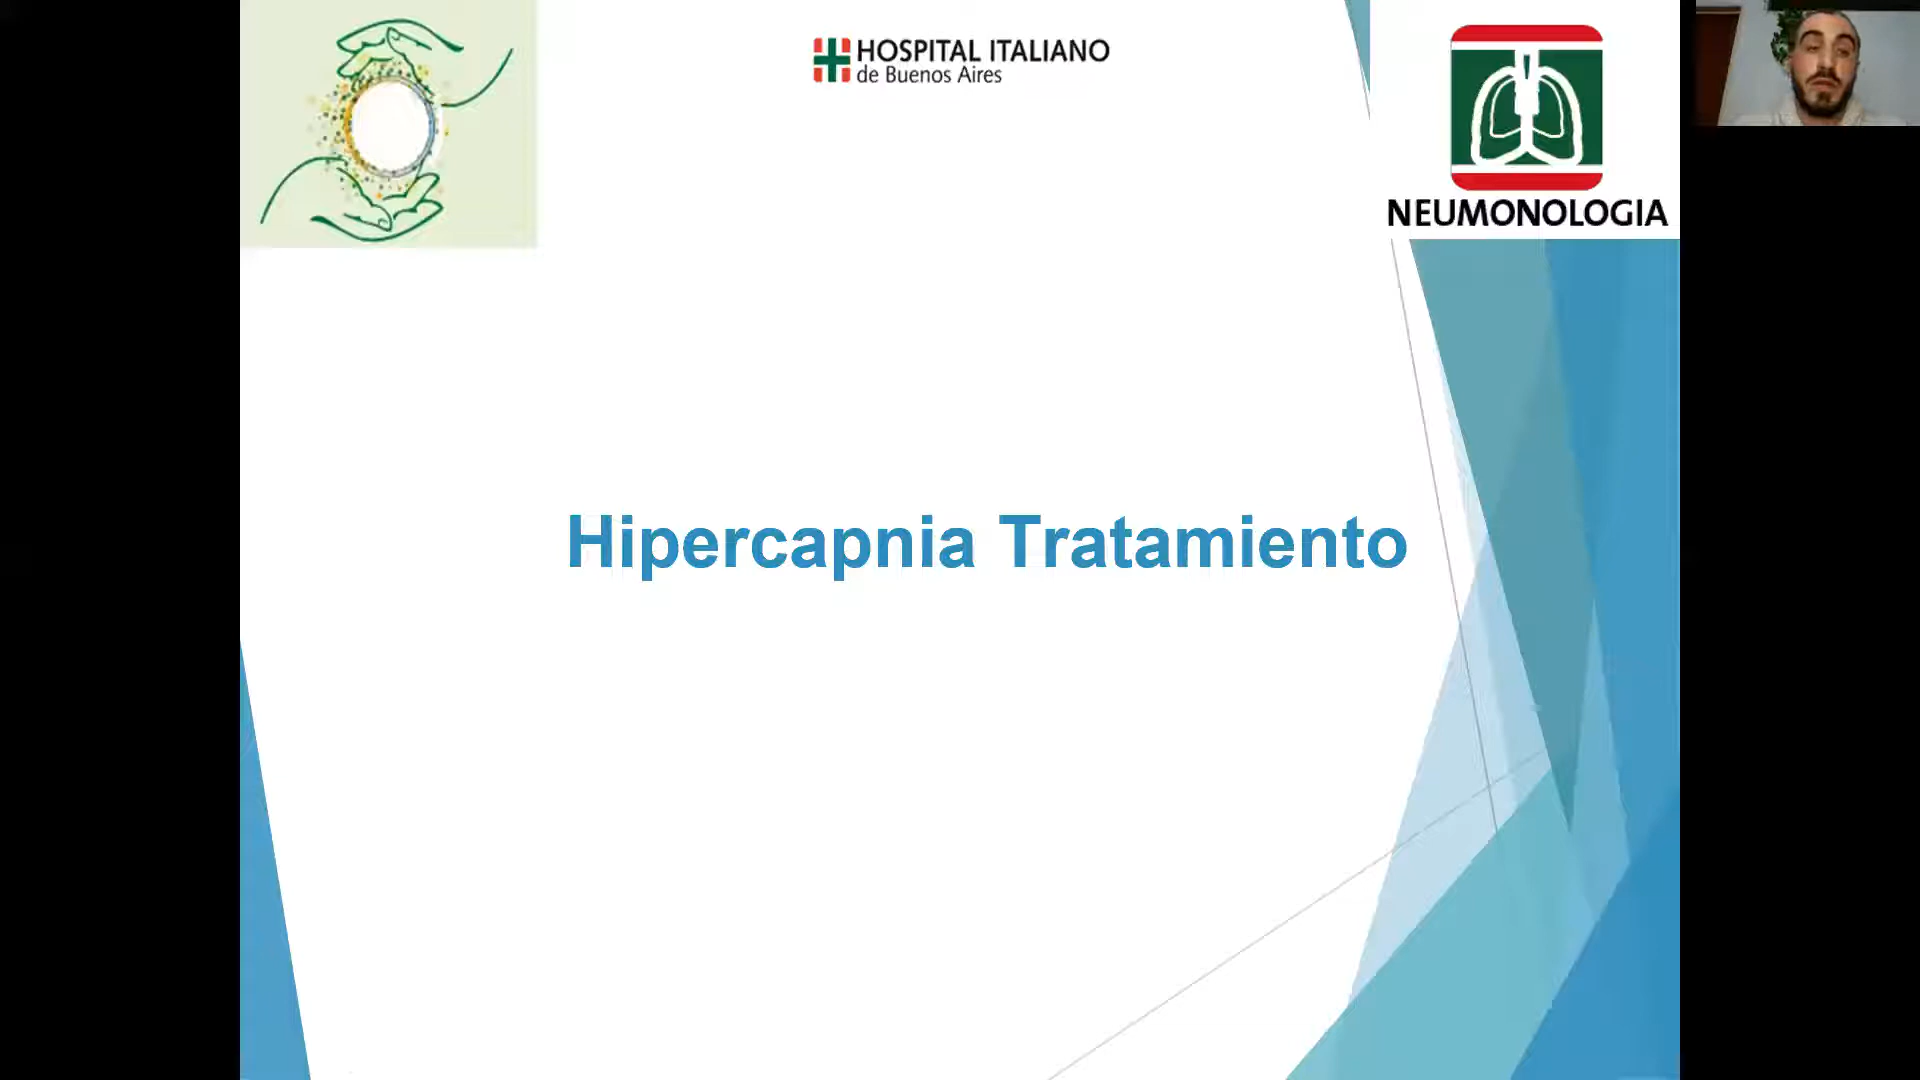 HOSPITAL ITALIANO
de Buenos Aires
NEUMONOLOGIA
Hipercapnia Tratamiento